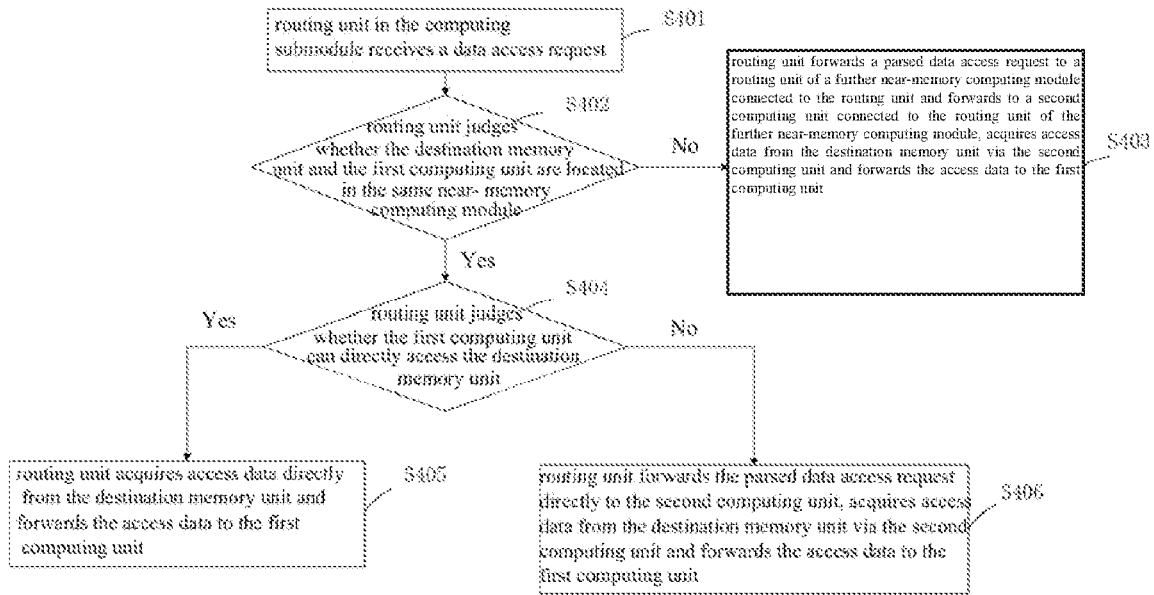 routing unit in the computing
submodule receives a data access request
S401
routing unit judges
whether the destination memory
unit and the first computing unit are located
in the same near- memory
computing module
S402
No
routing unit forwards a parsed data access request to a
routing unit of a further near-memory computing module
connected to the routing unit and forwards to a second
computing unit connected to the routing unit of the
further near-memory computing module, acquires access
data from the destination memory unit via the second
computing unit and forwards the access data to the first
computing unit
S403
Yes
routing unit judges
whether the first computing unit
can directly access the destination
memory unit
S404
Yes
No
routing unit acquires access data directly
from the destination memory unit and
forwards the access data to the first
computing unit
S405
routing unit forwards the parsed data access request
directly to the second computing unit, acquires access
data from the destination memory unit via the second
computing unit and forwards the access data to the
first computing unit
S406